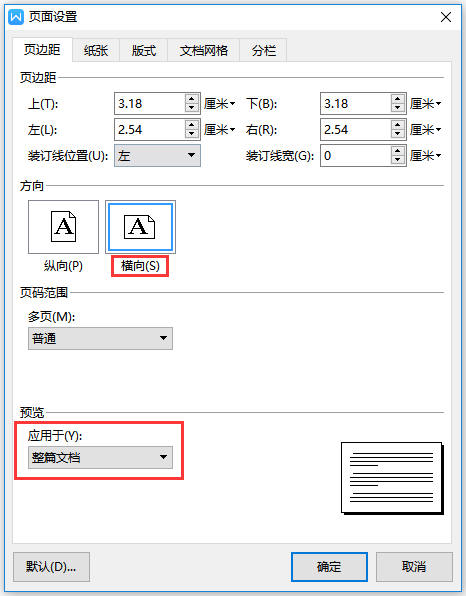 页面设置
页边距 纸张 版式 文档网格 分栏
页边距
上(T): 3.18 厘米 下(B): 3.18 厘米
左(L): 2.54 厘米 右(R): 2.54 厘米
装订线位置(U): 左 装订线宽(G): 0 厘米
方向
A A
纵向(P) 横向(S)
页码范围
多页(M):
普通
预览
应用于(Y):
整篇文档
默认(D)... 确定 取消